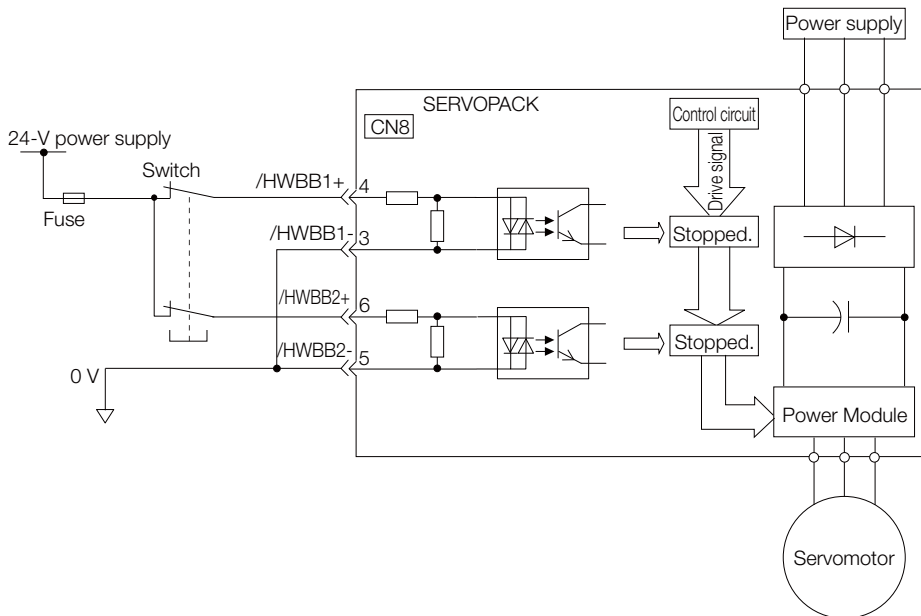 Power supply
SERVOPACK
CN8
Control circuit
24-V power supply
Switch
Fuse
Drive signal
/HWBB1+
4
/HWBB1-
3
Stopped.
/HWBB2+
6
/HWBB2-
5
Stopped.
0 V
Power Module
Servomotor